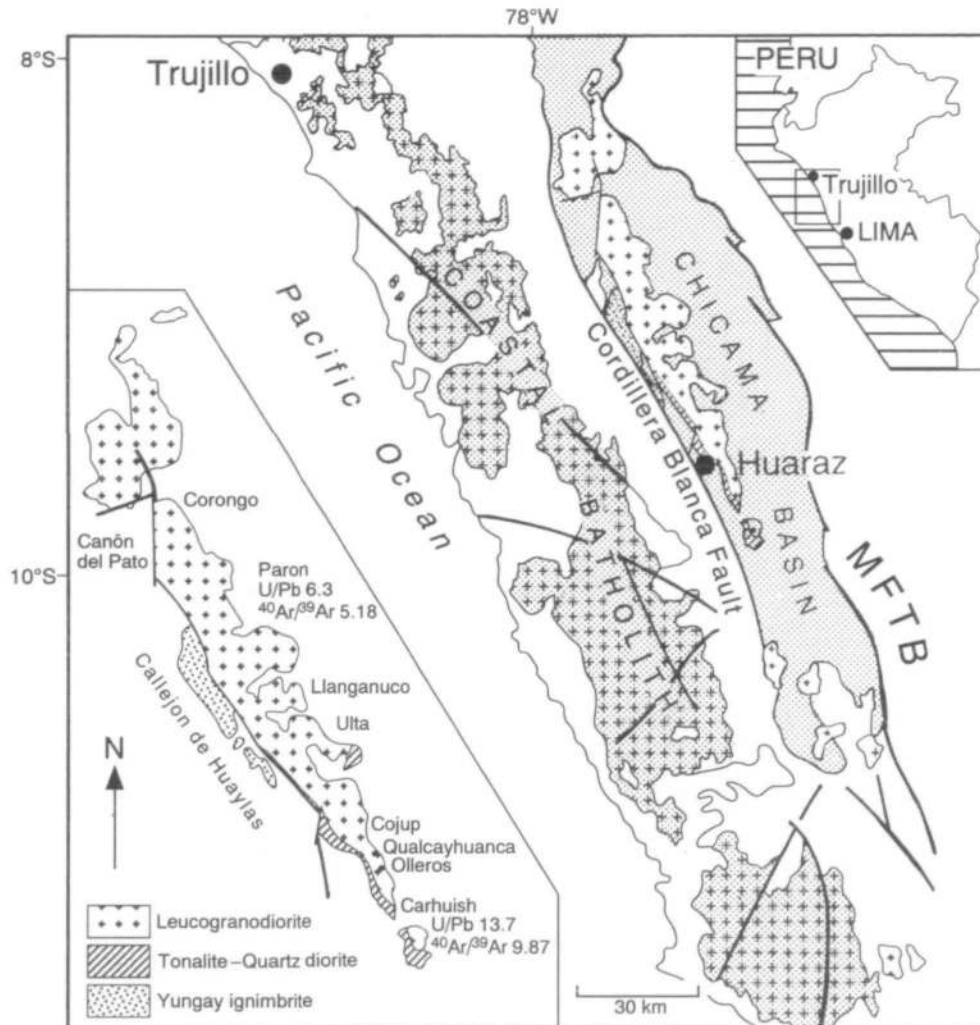 78°W
8°S
Trujillo
PERU
Trujillo
LIMA
COASTAL
BATHOLITH
Pacific
Ocean
CHICAMA
BASIN
Cordillera Blanca Fault
Huaraz
MFTB
10°S
Corongo
Canõn
del Pato
Paron
U/Pb 6.3
⁴⁰Ar/³⁹Ar 5.18
Llanganuco
Ulta
Callejon de Huaylas
N
Cojup
Qualcayhuanca
Olleros
Carhuish
U/Pb 13.7
⁴⁰Ar/³⁹Ar 9.87
Leucogranodiorite
Tonalite–Quartz diorite
Yungay ignimbrite
30 km